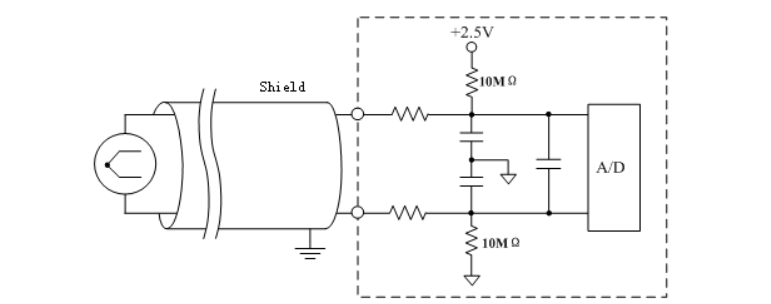 +2.5V
10MΩ
Shield
A/D
10MΩ